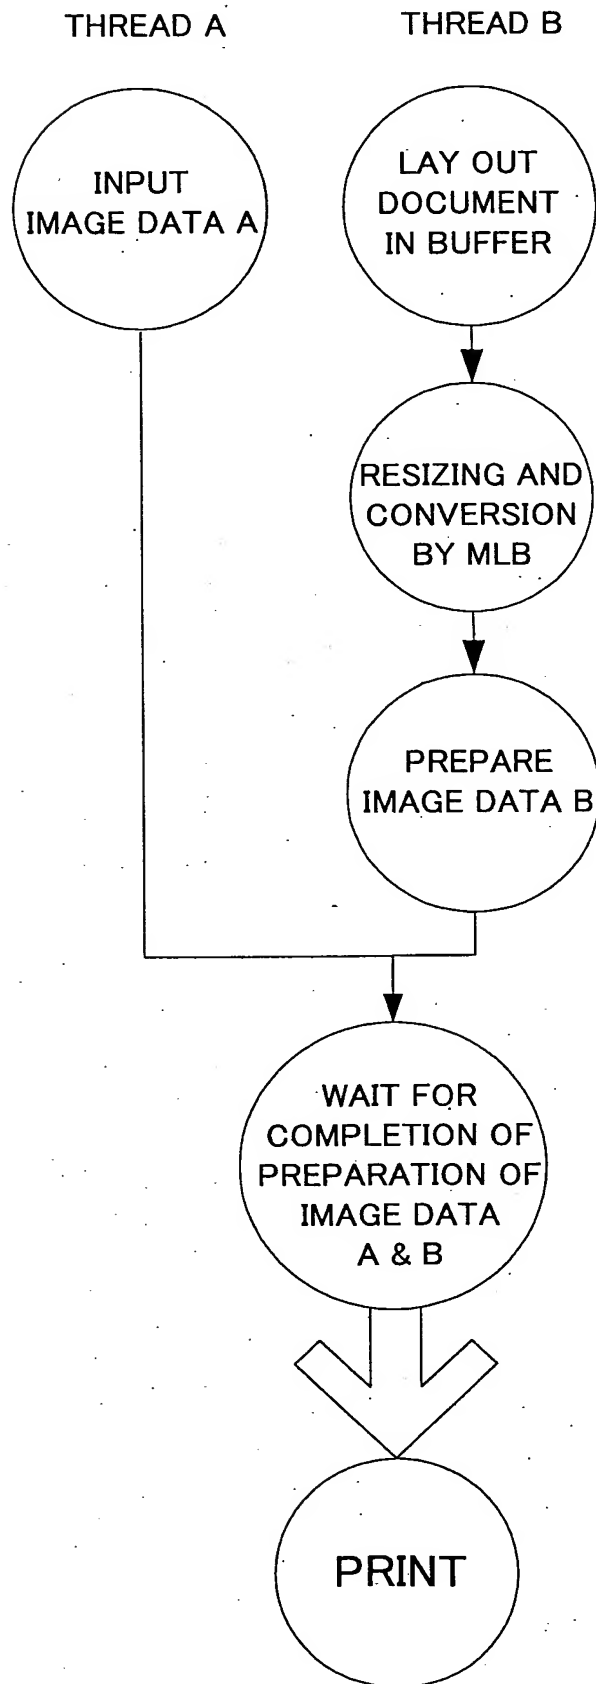 THREAD A
THREAD B
INPUT
IMAGE DATA A
LAY OUT
DOCUMENT
IN BUFFER
RESIZING AND
CONVERSION
BY MLB
PREPARE
IMAGE DATA B
WAIT FOR
COMPLETION OF
PREPARATION OF
IMAGE DATA
A & B
PRINT